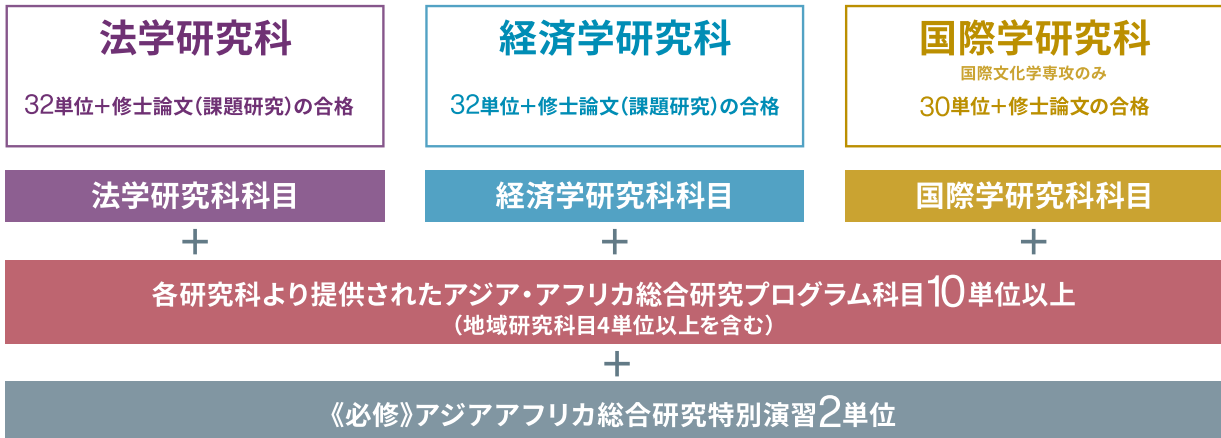 法学研究科
32単位+修士論文(課題研究)の合格
経済学研究科
32単位+修士論文(課題研究)の合格
国際学研究科
国際文化学専攻のみ
30単位+修士論文の合格
法学研究科科目
経済学研究科科目
国際学研究科科目
+
+
+
各研究科より提供されたアジア・アフリカ総合研究プログラム科目10単位以上
(地域研究科目4単位以上を含む)
+
《必修》アジアアフリカ総合研究特別演習2単位